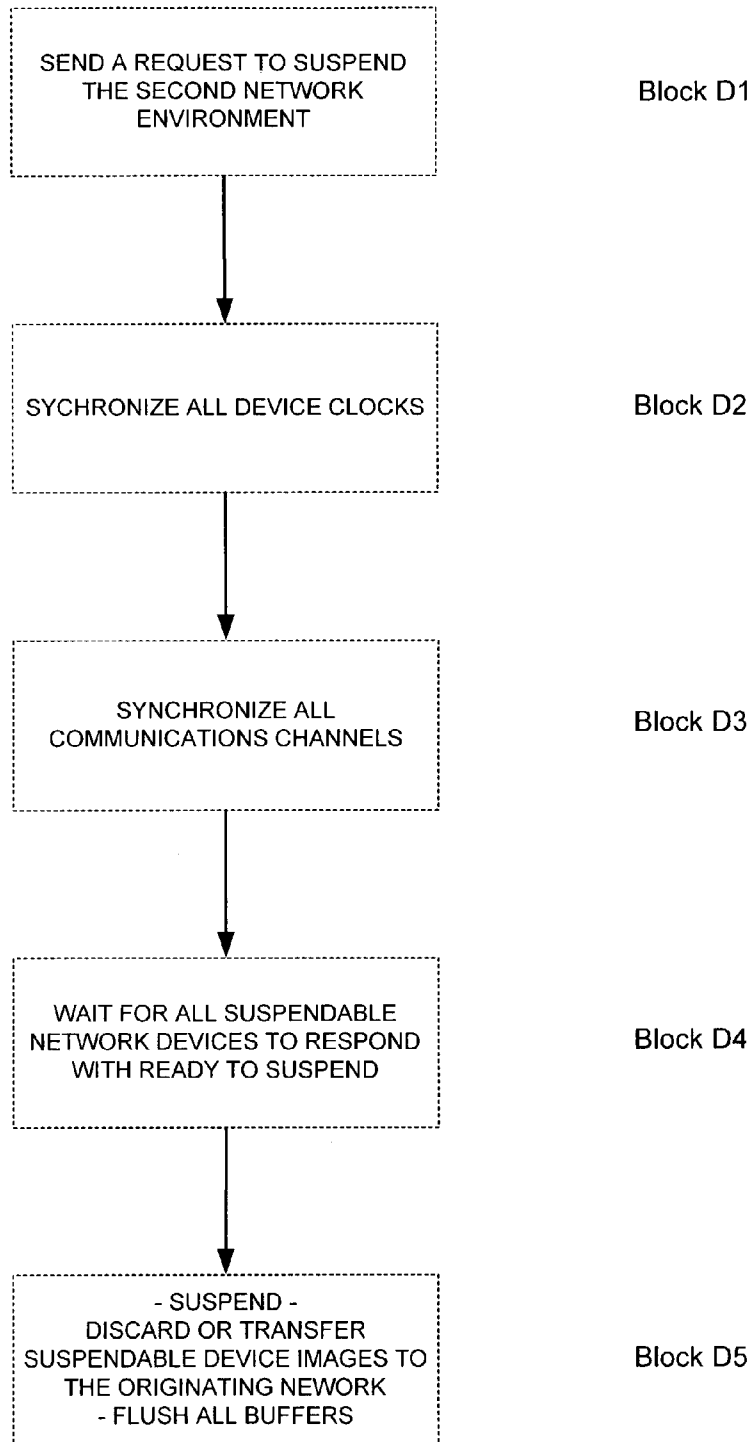 SEND A REQUEST TO SUSPEND
THE SECOND NETWORK
ENVIRONMENT
Block D1
SYCHRONIZE ALL DEVICE CLOCKS
Block D2
SYNCHRONIZE ALL
COMMUNICATIONS CHANNELS
Block D3
WAIT FOR ALL SUSPENDABLE
NETWORK DEVICES TO RESPOND
WITH READY TO SUSPEND
Block D4
- SUSPEND -
DISCARD OR TRANSFER
SUSPENDABLE DEVICE IMAGES TO
THE ORIGINATING NEWORK
- FLUSH ALL BUFFERS
Block D5